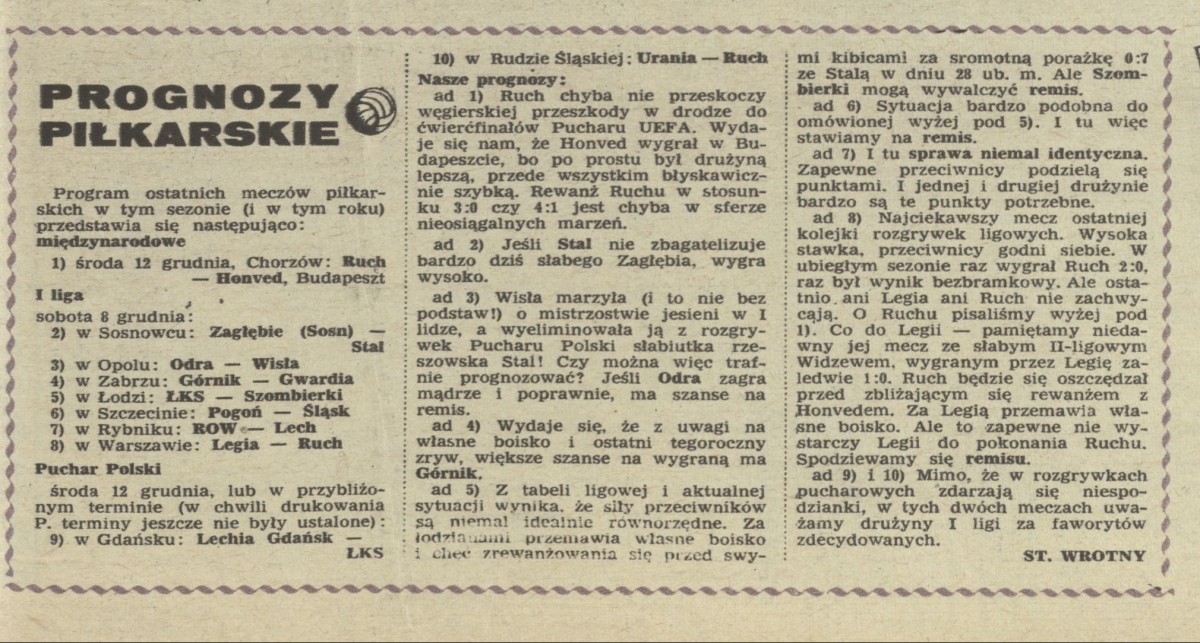 PROGNOZY
PIŁKARSKIE
Program ostatnich meczów piłkar-
skich w tym sezonie (i w tym roku)
przedstawia się następująco:
międzynarodowe
1) środa 12 grudnia, Chorzów: Ruch
— Honved, Budapeszt
I liga
sobota 8 grudnia:
2) w Sosnowcu: Zagłębie (Sosn) —
Stal
3) w Opolu: Odra — Wisła
4) w Zabrzu: Górnik — Gwardia
5) w Łodzi: ŁKS — Szombierki
6) w Szczecinie: Pogoń — Śląsk
7) w Rybniku: ROW — Lech
8) w Warszawie: Legia — Ruch
Puchar Polski
środa 12 grudnia, lub w przybliżo-
nym terminie (w chwili drukowania
P. terminy jeszcze nie były ustalone):
9) w Gdańsku: Lechia Gdańsk —
ŁKS
10) w Rudzie Śląskiej: Urania — Ruch
Nasze prognozy:
ad 1) Ruch chyba nie przeskoczy
węgierskiej przeszkody w drodze do
ćwierćfinałów Pucharu UEFA. Wyda-
je się nam, że Honved wygrał w Bu-
dapeszcie, bo po prostu był drużyną
lepszą, przede wszystkim błyskawicz-
nie szybką. Rewanż Ruchu w stosun-
ku 3:0 czy 4:1 jest chyba w sferze
nieosiągalnych marzeń.
ad 2) Jeśli Stal nie zbagatelizuje
bardzo dziś słabego Zagłębia, wygra
wysoko.
ad 3) Wisła marzyła (i to nie bez
podstaw!) o mistrzostwie jesieni w I
lidze, a wyeliminowała ją z rozgry-
wek Pucharu Polski słabiutka rze-
szowska Stal! Czy można więc traf-
nie prognozować? Jeśli Odra zagra
mądrze i poprawnie, ma szanse na
remis.
ad 4) Wydaje się, że z uwagi na
własne boisko i ostatni tegoroczny
zryw, większe szanse na wygraną ma
Górnik.
ad 5) Z tabeli ligowej i aktualnej
sytuacji wynika, że siły przeciwników
są niemal idealnie równorzędne. Za
łodzianami przemawia własne boisko
i chęć zrewanżowania się przed swy-
mi kibicami za sromotną porażkę 0:7
ze Stalą w dniu 28 ub. m. Ale Szom-
bierki mogą wywalczyć remis.
ad 6) Sytuacja bardzo podobna do
omówionej wyżej pod 5). I tu więc
stawiamy na remis.
ad 7) I tu sprawa niemal identyczna.
Zapewne przeciwnicy podzielą się
punktami. I jednej i drugiej drużynie
bardzo są te punkty potrzebne.
ad 8) Najciekawszy mecz ostatniej
kolejki rozgrywek ligowych. Wysoka
stawka, przeciwnicy godni siebie. W
ubiegłym sezonie raz wygrał Ruch 2:0,
raz był wynik bezbramkowy. Ale osta-
tnio ani Legia ani Ruch nie zachwy-
cają. O Ruchu pisaliśmy wyżej pod
1). Co do Legii — pamiętamy nieda-
wny jej mecz ze słabym II-ligowym
Widzewem, wygranym przez Legię za-
ledwie 1:0. Ruch będzie się oszczędzał
przed zbliżającym się rewanżem z
Honvedem. Za Legią przemawia wła-
sne boisko. Ale to zapewne nie wy-
starczy Legii do pokonania Ruchu.
Spodziewamy się remisu.
ad 9) i 10) Mimo, że w rozgrywkach
pucharowych zdarzają się niespo-
dzianki, w tych dwóch meczach uwa-
żamy drużyny I ligi za faworytów
zdecydowanych.
ST. WROTNY